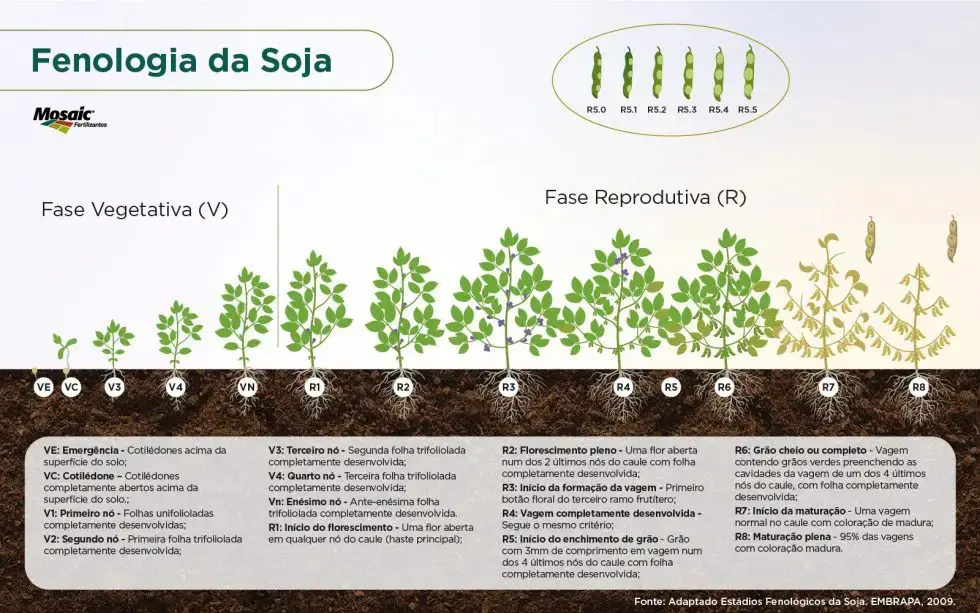 Fenologia da Soja
Mosaic
Fertilizantes
R5.0 R5.1 R5.2 R5.3 R5.4 R5.5
Fase Vegetativa (V)
Fase Reprodutiva (R)
VE VC V3 V4 VN R1 R2 R3 R4 R5 R6 R7 R8
VE: Emergência - Cotilédones acima da
superfície do solo;
VC: Cotilédone – Cotilédones
completamente abertos acima da
superfície do solo.;
V1: Primeiro nó - Folhas unifolioladas
completamente desenvolvidas;
V2: Segundo nó - Primeira folha trifoliolada
completamente desenvolvida;
V3: Terceiro nó - Segunda folha trifoliolada
completamente desenvolvida;
V4: Quarto nó - Terceira folha trifoliolada
completamente desenvolvida;
Vn: Enésimo nó - Ante-enésima folha
trifoliolada completamente desenvolvida.
R1: Início do florescimento - Uma flor aberta
em qualquer nó do caule (haste principal);
R2: Florescimento pleno - Uma flor aberta
num dos 2 últimos nós do caule com folha
completamente desenvolvida;
R3: Início da formação da vagem - Primeiro
botão floral do terceiro ramo frutífero;
R4: Vagem completamente desenvolvida -
Segue o mesmo critério;
R5: Início do enchimento de grão - Grão
com 3mm de comprimento em vagem num
dos 4 últimos nós do caule com folha
completamente desenvolvida;
R6: Grão cheio ou completo - Vagem
contendo grãos verdes preenchendo as
cavidades da vagem de um dos 4 últimos
nós do caule, com folha completamente
desenvolvida;
R7: Início da maturação - Uma vagem
normal no caule com coloração de madura;
R8: Maturação plena - 95% das vagens
com coloração madura.
Fonte: Adaptado Estádios Fenológicos da Soja. EMBRAPA, 2009.